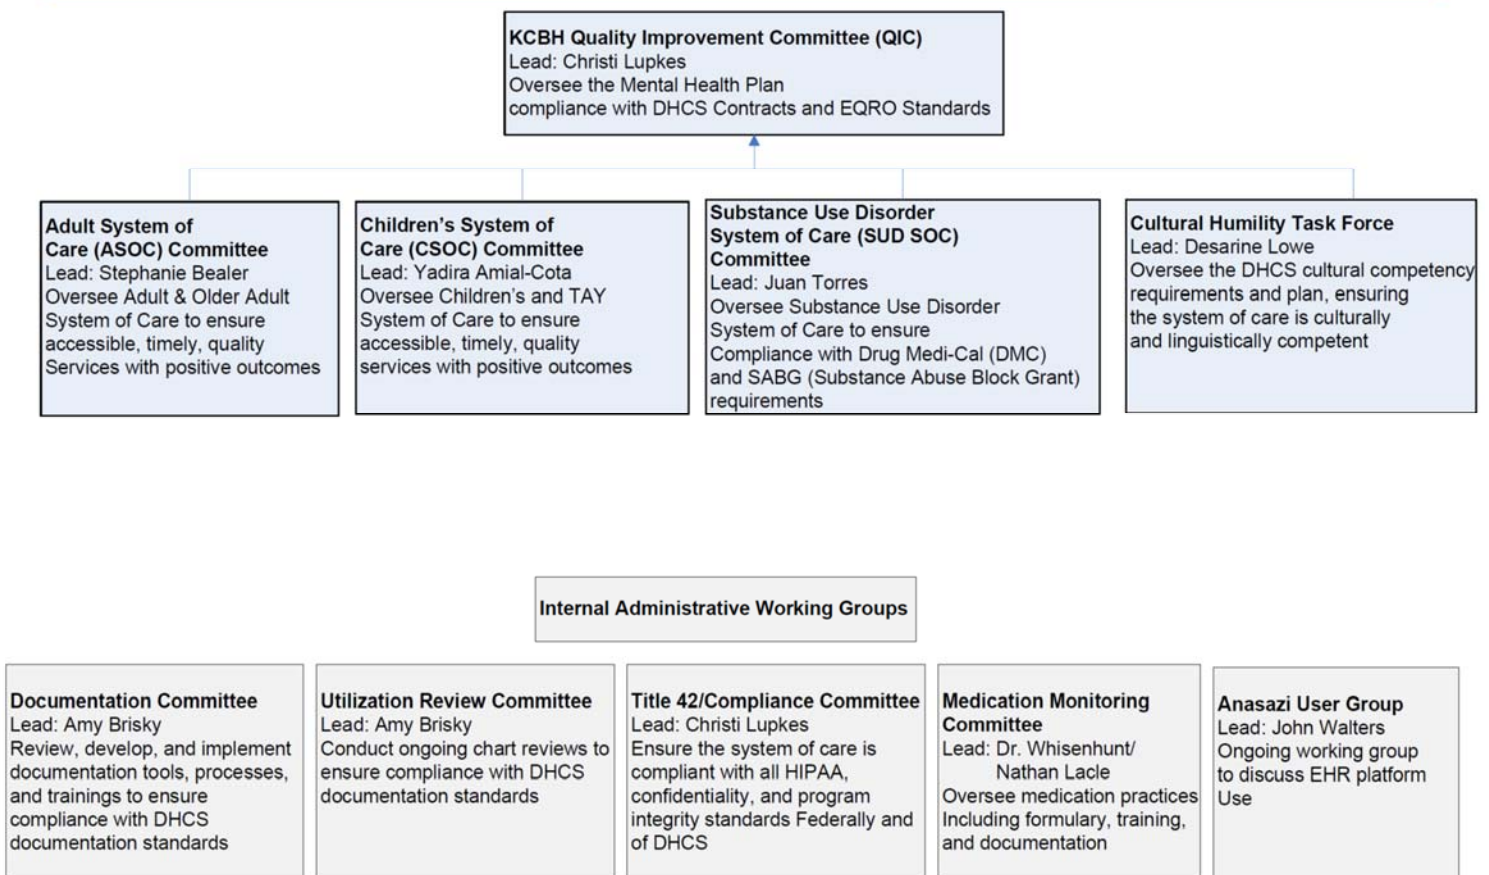 KCBH Quality Improvement Committee (QIC)
Lead: Christi Lupkes
Oversee the Mental Health Plan
compliance with DHCS Contracts and EQRO Standards
Adult System of
Care (ASOC) Committee
Lead: Stephanie Bealer
Oversee Adult & Older Adult
System of Care to ensure
accessible, timely, quality
Services with positive outcomes
Children's System of
Care (CSOC) Committee
Lead: Yadira Amial-Cota
Oversee Children's and TAY
System of Care to ensure
accessible, timely, quality
services with positive outcomes
Substance Use Disorder
System of Care (SUD SOC)
Committee
Lead: Juan Torres
Oversee Substance Use Disorder
System of Care to ensure
Compliance with Drug Medi-Cal (DMC)
and SABG (Substance Abuse Block Grant)
requirements
Cultural Humility Task Force
Lead: Desarine Lowe
Oversee the DHCS cultural competency
requirements and plan, ensuring
the system of care is culturally
and linguistically competent
Internal Administrative Working Groups
Documentation Committee
Lead: Amy Brisky
Review, develop, and implement
documentation tools, processes,
and trainings to ensure
compliance with DHCS
documentation standards
Utilization Review Committee
Lead: Amy Brisky
Conduct ongoing chart reviews to
ensure compliance with DHCS
documentation standards
Title 42/Compliance Committee
Lead: Christi Lupkes
Ensure the system of care is
compliant with all HIPAA,
confidentiality, and program
integrity standards Federally and
of DHCS
Medication Monitoring
Committee
Lead: Dr. Whisenhunt/
Nathan Lacle
Oversee medication practices
Including formulary, training,
and documentation
Anasazi User Group
Lead: John Walters
Ongoing working group
to discuss EHR platform
Use